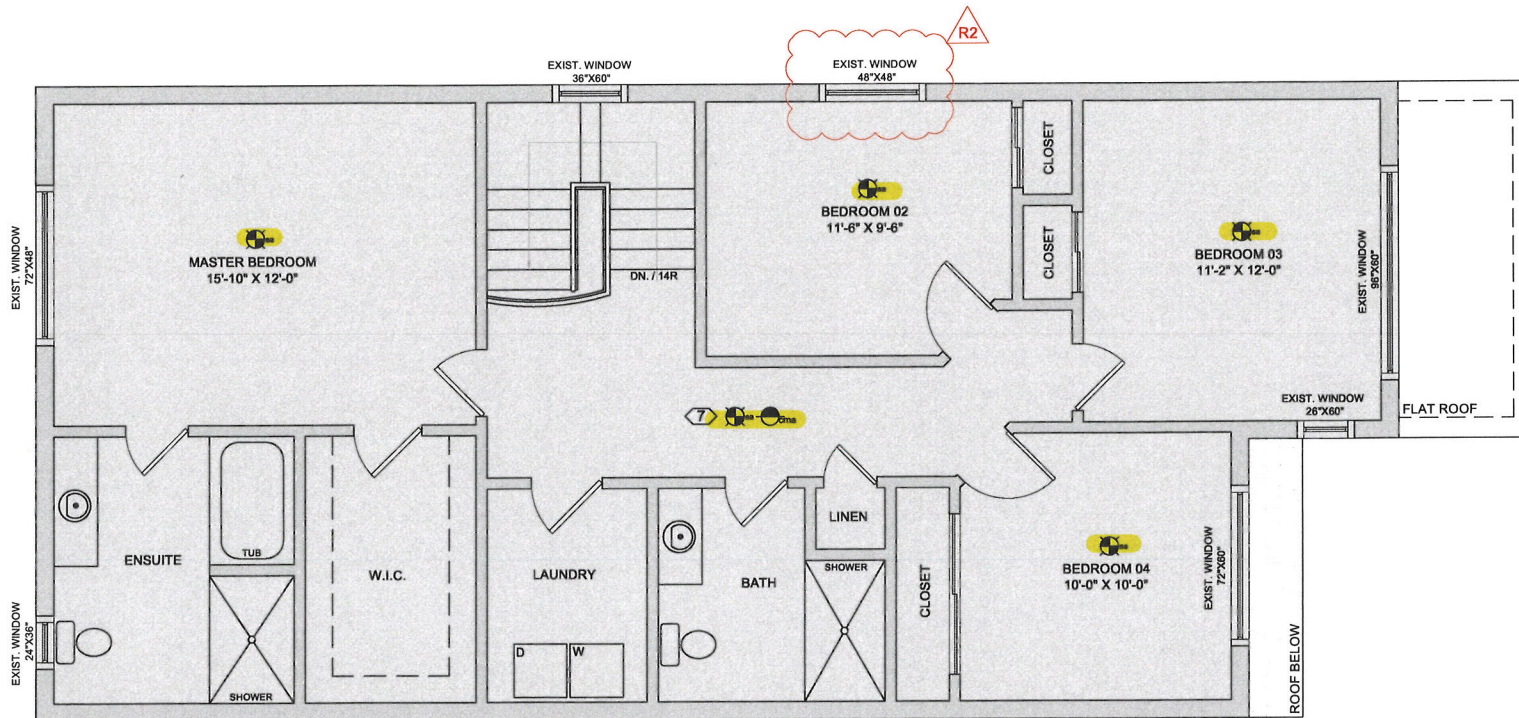 R2
EXIST. WINDOW
36"X60"
EXIST. WINDOW
48"X48"
CLOSET
BEDROOM 02
11'-6" X 9'-6"
MASTER BEDROOM
15'-10" X 12'-0"
EXIST. WINDOW
72"X48"
DN. / 14R
CLOSET
BEDROOM 03
11'-2" X 12'-0"
EXIST. WINDOW
96"X60"
EXIST. WINDOW
26"X60"
FLAT ROOF
7
cma
LINEN
ENSUITE
TUB
W.I.C.
LAUNDRY
BATH
SHOWER
CLOSET
BEDROOM 04
10'-0" X 10'-0"
EXIST. WINDOW
72"X60"
EXIST. WINDOW
24"X36"
D
W
SHOWER
ROOF BELOW